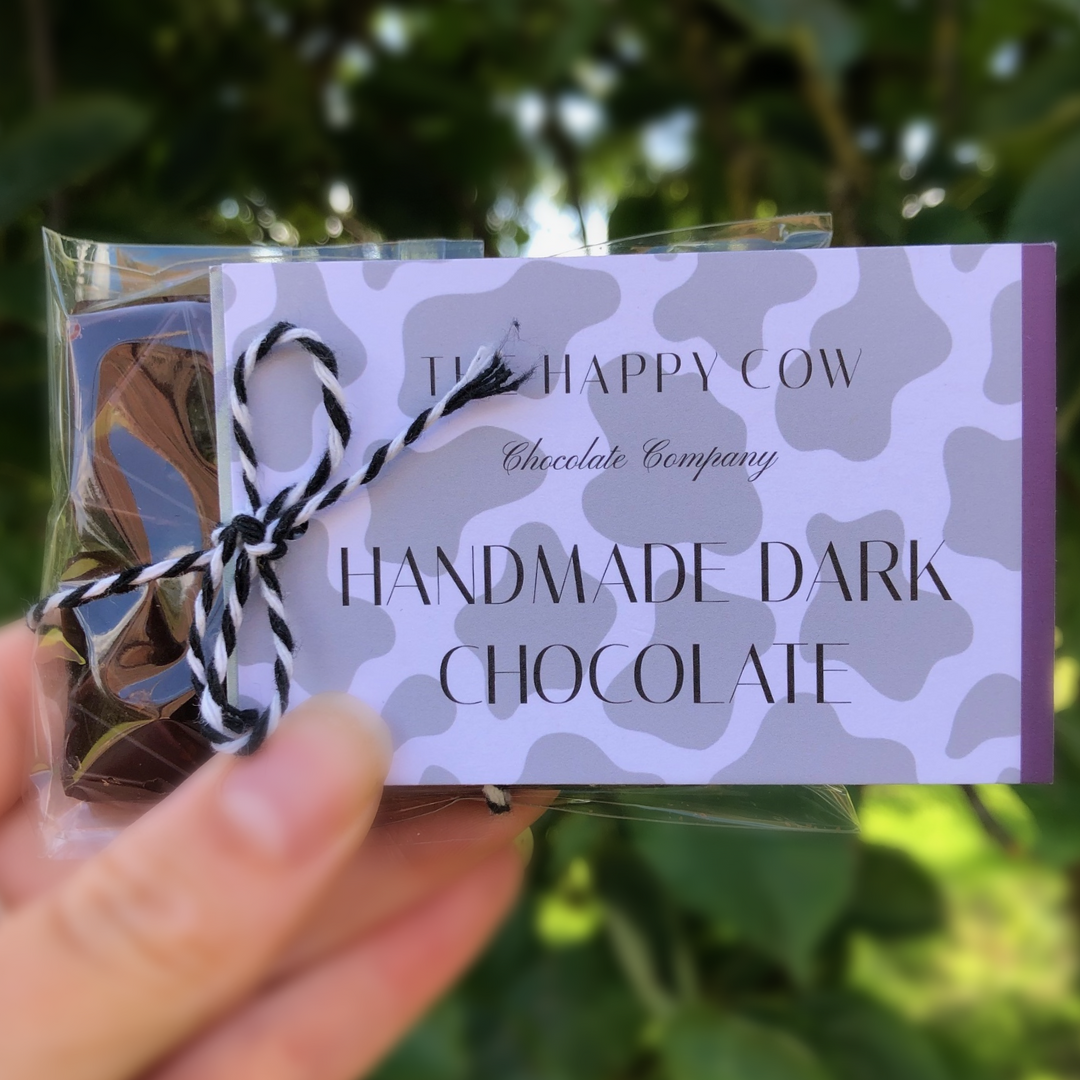 THE HAPPY COW
Chocolate Company
HANDMADE DARK
CHOCOLATE